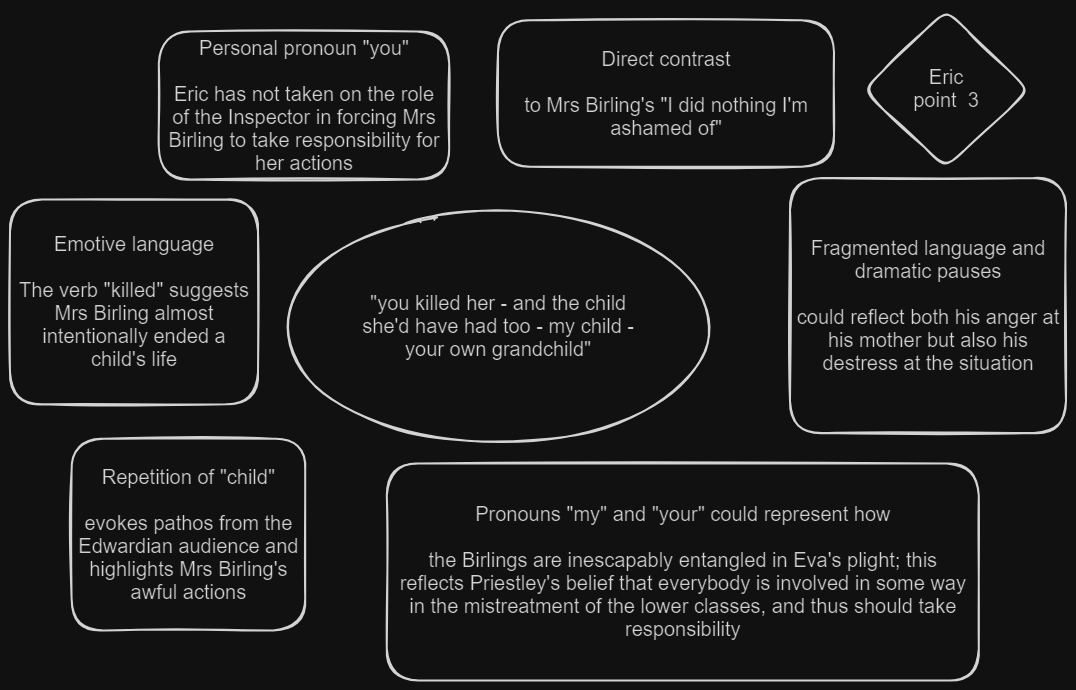 Personal pronoun "you"
Eric has not taken on the role
of the Inspector in forcing Mrs
Birling to take responsibility for
her actions
Direct contrast
to Mrs Birling's "I did nothing I'm
ashamed of"
Eric
point 3
Emotive language
The verb "killed" suggests
Mrs Birling almost
intentionally ended a
child's life
"you killed her - and the child
she'd have had too - my child -
your own grandchild"
Fragmented language and
dramatic pauses
could reflect both his anger at
his mother but also his
destress at the situation
Repetition of "child"
evokes pathos from the
Edwardian audience and
highlights Mrs Birling's
awful actions
Pronouns "my" and "your" could represent how
the Birlings are inescapably entangled in Eva's plight; this
reflects Priestley's belief that everybody is involved in some way
in the mistreatment of the lower classes, and thus should take
responsibility